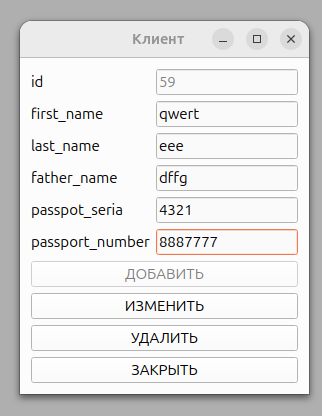 Клиент
id 59
first_name qwert
last_name eee
father_name dffg
passpot_seria 4321
passport_number 8887777
ДОБАВИТЬ
ИЗМЕНИТЬ
УДАЛИТЬ
ЗАКРЫТЬ